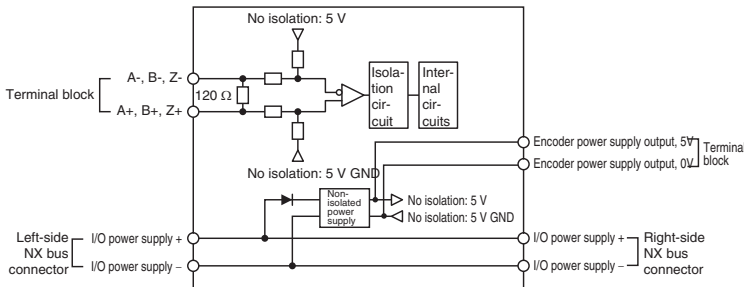 No isolation: 5 V
A-, B-, Z-
Terminal block
120 Ω
A+, B+, Z+
Isola-
tion
cir-
cuit
Inter-
nal
cir-
cuits
No isolation: 5 V GND
Encoder power supply output, 5V
Encoder power supply output, 0V
Terminal
block
Non-
isolated
power
supply
No isolation: 5 V
No isolation: 5 V GND
Left-side
NX bus
connector
I/O power supply +
I/O power supply –
I/O power supply +
I/O power supply –
Right-side
NX bus
connector